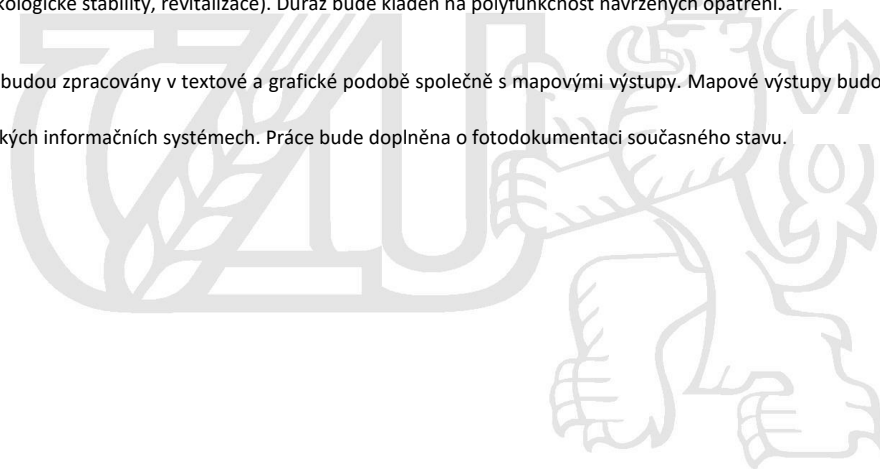 kologické stability, revitalizace). Důraz bude kladen na polyfunkčnost navržených opatření.
budou zpracovány v textové a grafické podobě společně s mapovými výstupy. Mapové výstupy budo
kých informačních systémech. Práce bude doplněna o fotodokumentaci současného stavu.